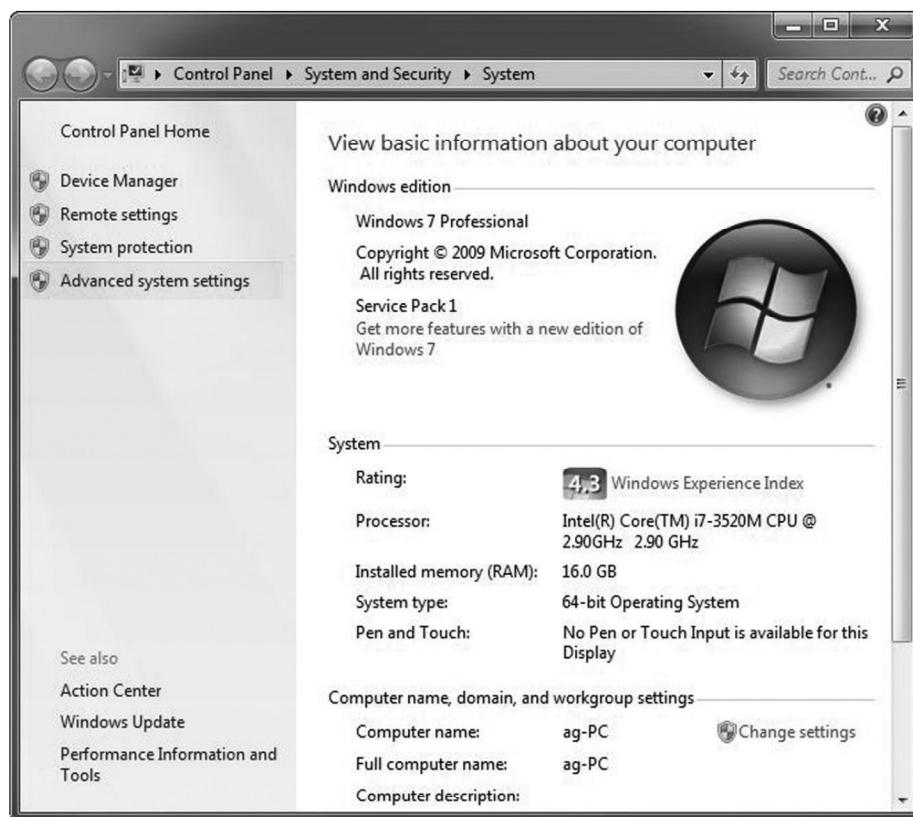 Control Panel ▸ System and Security ▸ System
Search Cont...
Control Panel Home
Device Manager
Remote settings
System protection
Advanced system settings
See also
Action Center
Windows Update
Performance Information and
Tools
View basic information about your computer
Windows edition
Windows 7 Professional
Copyright © 2009 Microsoft Corporation.
All rights reserved.
Service Pack 1
Get more features with a new edition of
Windows 7
System
Rating: 4.3 Windows Experience Index
Processor: Intel(R) Core(TM) i7-3520M CPU @
2.90GHz 2.90 GHz
Installed memory (RAM): 16.0 GB
System type: 64-bit Operating System
Pen and Touch: No Pen or Touch Input is available for this
Display
Computer name, domain, and workgroup settings
Computer name: ag-PC Change settings
Full computer name: ag-PC
Computer description: